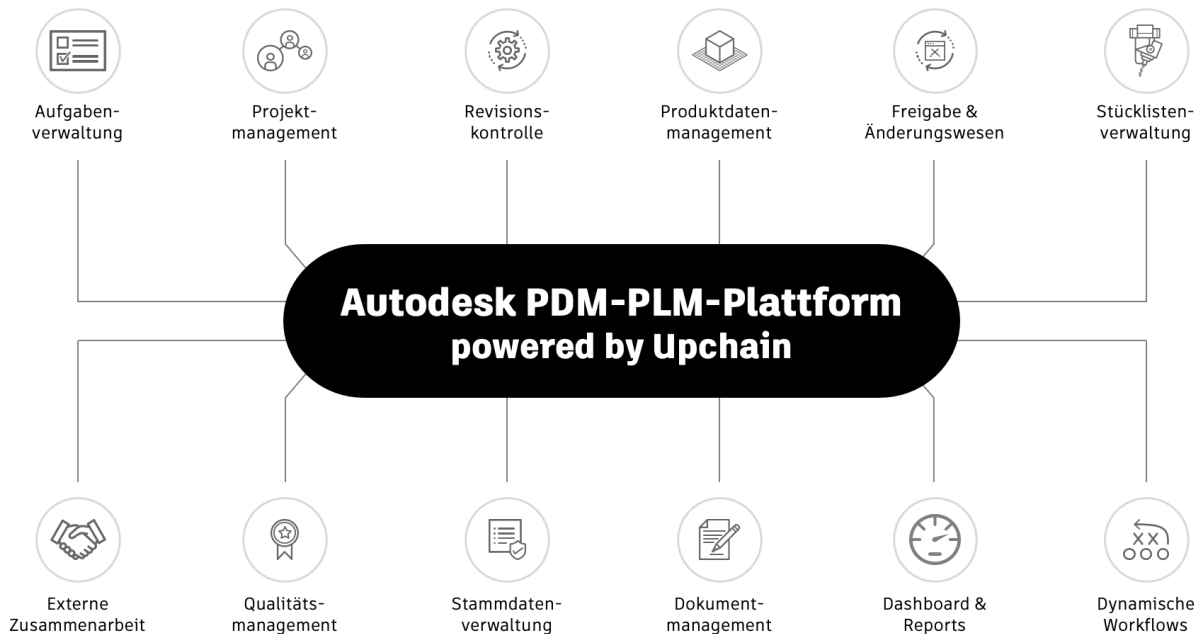 Aufgaben-
verwaltung
Projekt-
management
Revisions-
kontrolle
Produktdaten-
management
Freigabe &
Änderungswesen
Stücklisten-
verwaltung
Autodesk PDM-PLM-Plattform
powered by Upchain
Externe
Zusammenarbeit
Qualitäts-
management
Stammdaten-
verwaltung
Dokument-
management
Dashboard &
Reports
Dynamische
Workflows